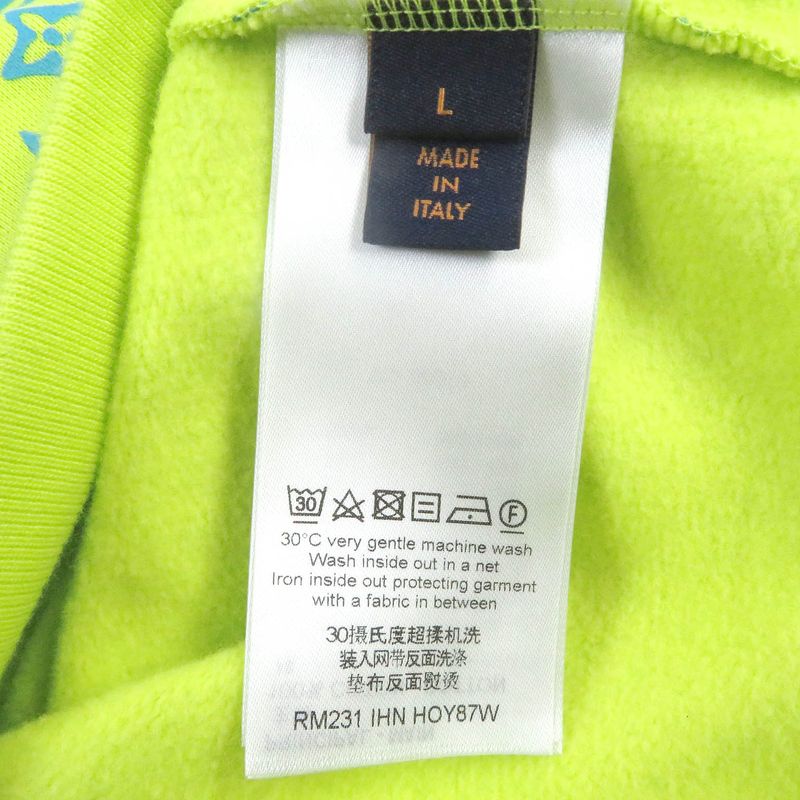 L
MADE
IN
ITALY
30
F
30°C very gentle machine wash
Wash inside out in a net
Iron inside out protecting garment
with a fabric in between
30摄氏度超揉机洗
装入网带反面洗涤
垫布反面熨烫
RM231 IHN HOY87W